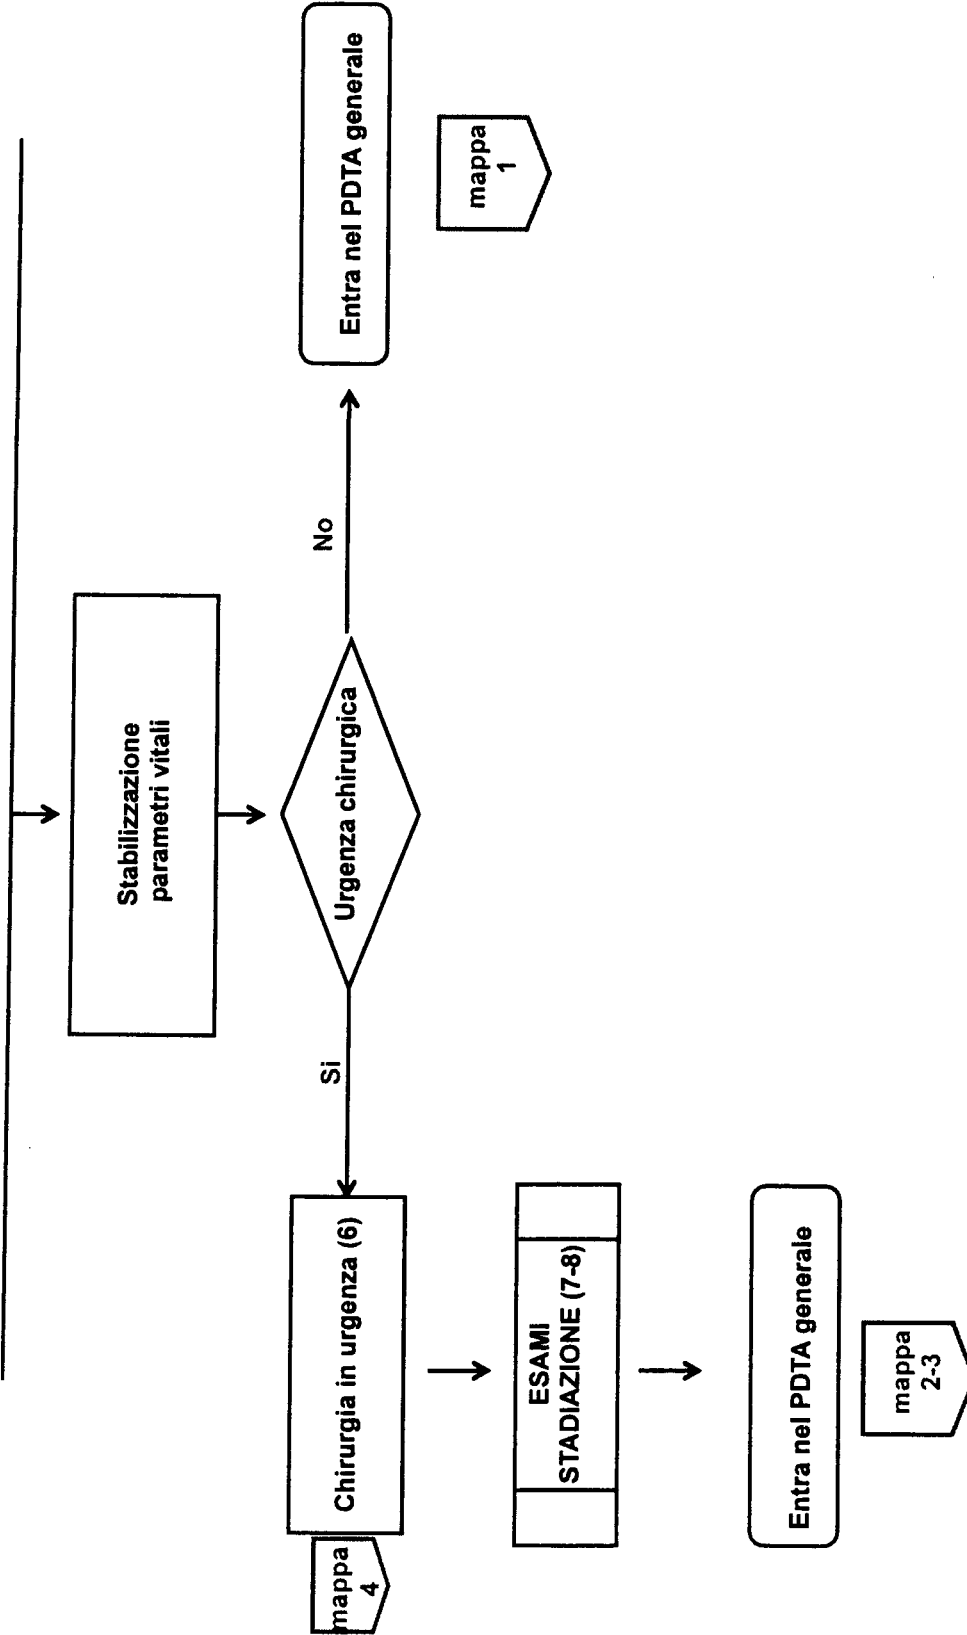 Stabilizzazione
parametri vitali
Urgenza chirurgica
Si
No
Chirurgia in urgenza (6)
mappa
4
Entra nel PDTA generale
mappa
1
ESAMI
STADIAZIONE (7-8)
Entra nel PDTA generale
mappa
2-3